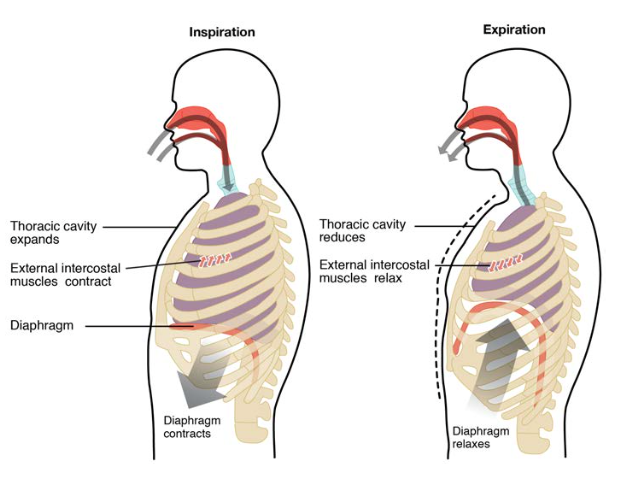 Inspiration
Expiration
Thoracic cavity
expands
External intercostal
muscles contract
Diaphragm
Diaphragm
contracts
Thoracic cavity
reduces
External intercostal
muscles relax
Diaphragm
relaxes